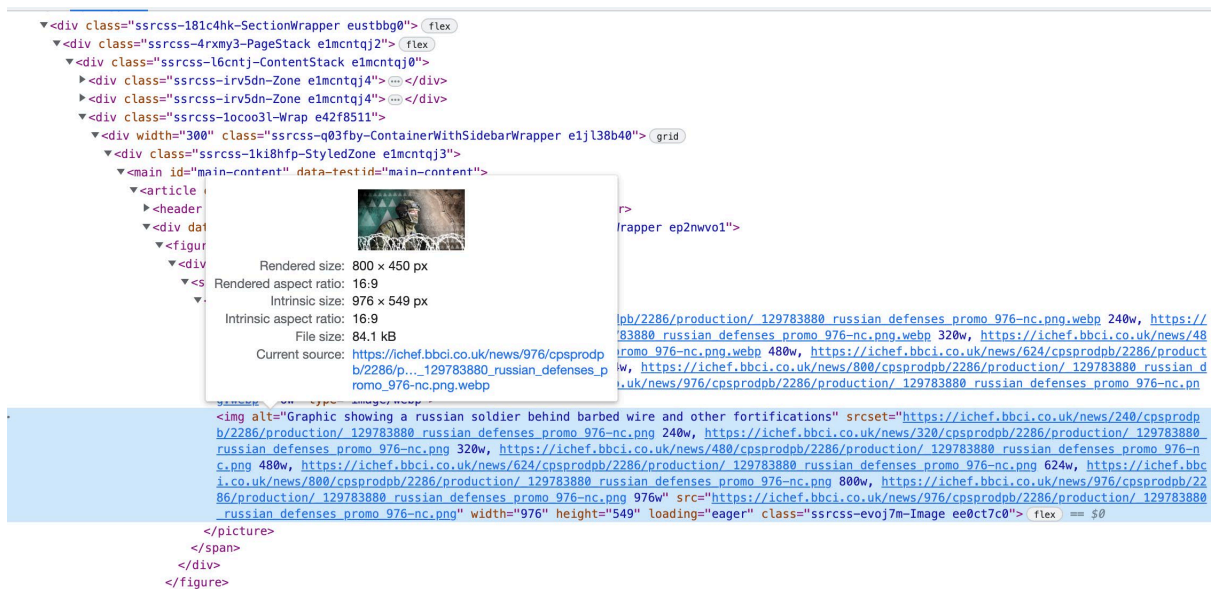 <div class="ssrcss-181c4hk-SectionWrapper eustbbg0"> flex
<div class="ssrcss-4rxmy3-PageStack e1mcntqj2"> flex
<div class="ssrcss-l6cntj-ContentStack e1mcntqj0">
<div class="ssrcss-irv5dn-Zone e1mcntqj4"> … </div>
<div class="ssrcss-irv5dn-Zone e1mcntqj4"> … </div>
<div class="ssrcss-1ocoo3l-Wrap e42f8511">
<div width="300" class="ssrcss-q03fby-ContainerWithSidebarWrapper e1jl38b40"> grid
<div class="ssrcss-1ki8hfp-StyledZone e1mcntqj3">
<main id="main-content" data-testid="main-content">
<article
<header r>
<div dat rapper ep2nwvo1">
<figur
<div
<s
Rendered size: 800 × 450 px
Rendered aspect ratio: 16:9
Intrinsic size: 976 × 549 px
Intrinsic aspect ratio: 16:9
File size: 84.1 kB
Current source: https://ichef.bbci.co.uk/news/976/cpsprodp
b/2286/p…_129783880_russian_defenses_p
romo_976-nc.png.webp
pb/2286/production/_129783880_russian_defenses_promo_976-nc.png.webp 240w, https://
83880_russian_defenses_promo_976-nc.png.webp 320w, https://ichef.bbci.co.uk/news/48
romo_976-nc.png.webp 480w, https://ichef.bbci.co.uk/news/624/cpsprodpb/2286/product
w, https://ichef.bbci.co.uk/news/800/cpsprodpb/2286/production/_129783880_russian_d
.uk/news/976/cpsprodpb/2286/production/_129783880_russian_defenses_promo_976-nc.pn
<img alt="Graphic showing a russian soldier behind barbed wire and other fortifications" srcset="https://ichef.bbci.co.uk/news/240/cpsprodp
b/2286/production/_129783880_russian_defenses_promo_976-nc.png 240w, https://ichef.bbci.co.uk/news/320/cpsprodpb/2286/production/_129783880_
russian_defenses_promo_976-nc.png 320w, https://ichef.bbci.co.uk/news/480/cpsprodpb/2286/production/_129783880_russian_defenses_promo_976-n
c.png 480w, https://ichef.bbci.co.uk/news/624/cpsprodpb/2286/production/_129783880_russian_defenses_promo_976-nc.png 624w, https://ichef.bbc
i.co.uk/news/800/cpsprodpb/2286/production/_129783880_russian_defenses_promo_976-nc.png 800w, https://ichef.bbci.co.uk/news/976/cpsprodpb/22
86/production/_129783880_russian_defenses_promo_976-nc.png 976w" src="https://ichef.bbci.co.uk/news/976/cpsprodpb/2286/production/_129783880
_russian_defenses_promo_976-nc.png" width="976" height="549" loading="eager" class="ssrcss-evoj7m-Image ee0ct7c0"> flex == $0
</picture>
</span>
</div>
</figure>